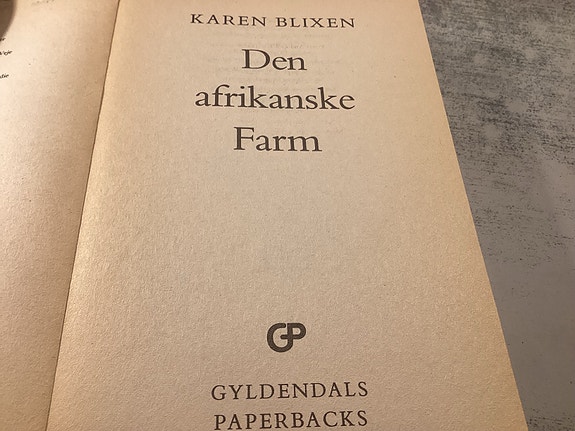 KAREN BLIXEN
Den
afrikanske
Farm
GP
GYLDENDALS
PAPERBACKS